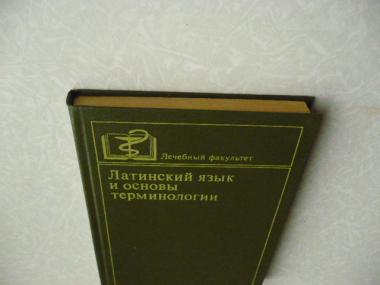 Лечебный факультет
Латинский язык
и основы
терминологии